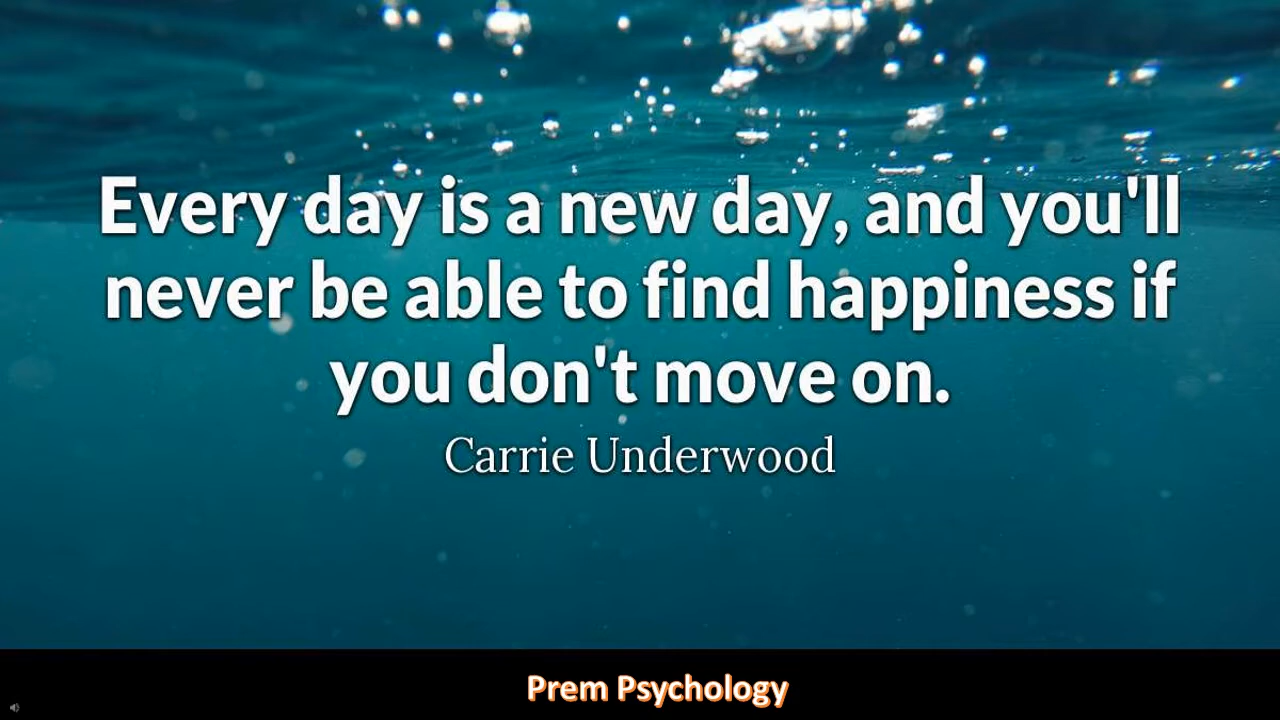 Every day is a new day, and you'll
never be able to find happiness if
you don't move on.
Carrie Underwood
Prem Psychology